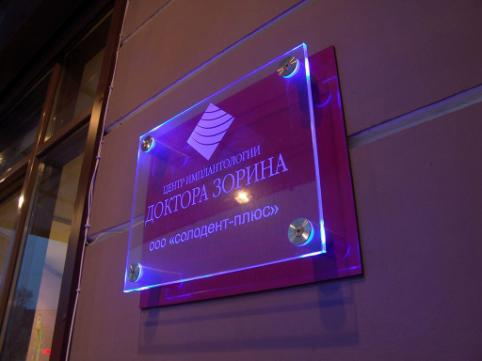 ЦЕНТР ИМПЛАНТОЛОГИИ
ДОКТОРА ЗОРИНА
ООО «СОЛОДЕНТ-ПЛЮС»